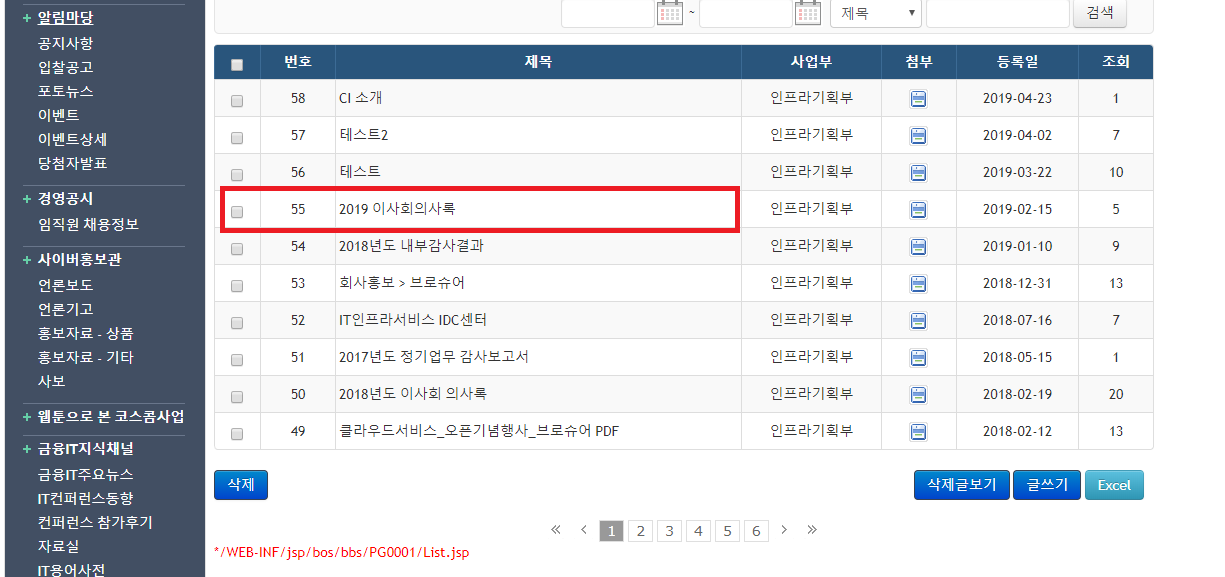 + 알림마당
공지사항
입찰공고
포토뉴스
이벤트
이벤트상세
당첨자발표
+ 경영공시
임직원 채용정보
+ 사이버홍보관
언론보도
언론기고
홍보자료 - 상품
홍보자료 - 기타
사보
+ 웹툰으로 본 코스콤사업
+ 금융IT지식채널
금융IT주요뉴스
IT컨퍼런스동향
컨퍼런스 참가후기
자료실
IT용어사전
~ 제목 ▼ 검색
번호 제목 사업부 첨부 등록일 조회
58 CI 소개 인프라기획부 2019-04-23 1
57 테스트2 인프라기획부 2019-04-02 7
56 테스트 인프라기획부 2019-03-22 10
55 2019 이사회의사록 인프라기획부 2019-02-15 5
54 2018년도 내부감사결과 인프라기획부 2019-01-10 9
53 회사홍보 > 브로슈어 인프라기획부 2018-12-31 13
52 IT인프라서비스 IDC센터 인프라기획부 2018-07-16 7
51 2017년도 정기업무 감사보고서 인프라기획부 2018-05-15 1
50 2018년도 이사회 의사록 인프라기획부 2018-02-19 20
49 클라우드서비스_오픈기념행사_브로슈어 PDF 인프라기획부 2018-02-12 13
삭제 삭제글보기 글쓰기 Excel
« ‹ 1 2 3 4 5 6 › »
*/WEB-INF/jsp/bos/bbs/PG0001/List.jsp